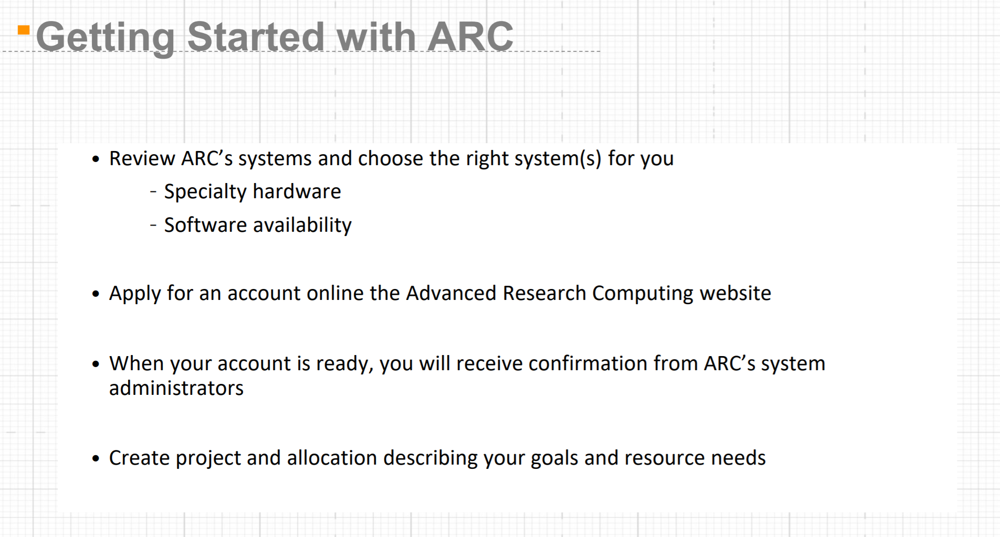 Getting Started with ARC
• Review ARC’s systems and choose the right system(s) for you
- Specialty hardware
- Software availability
• Apply for an account online the Advanced Research Computing website
• When your account is ready, you will receive confirmation from ARC’s system
administrators
• Create project and allocation describing your goals and resource needs